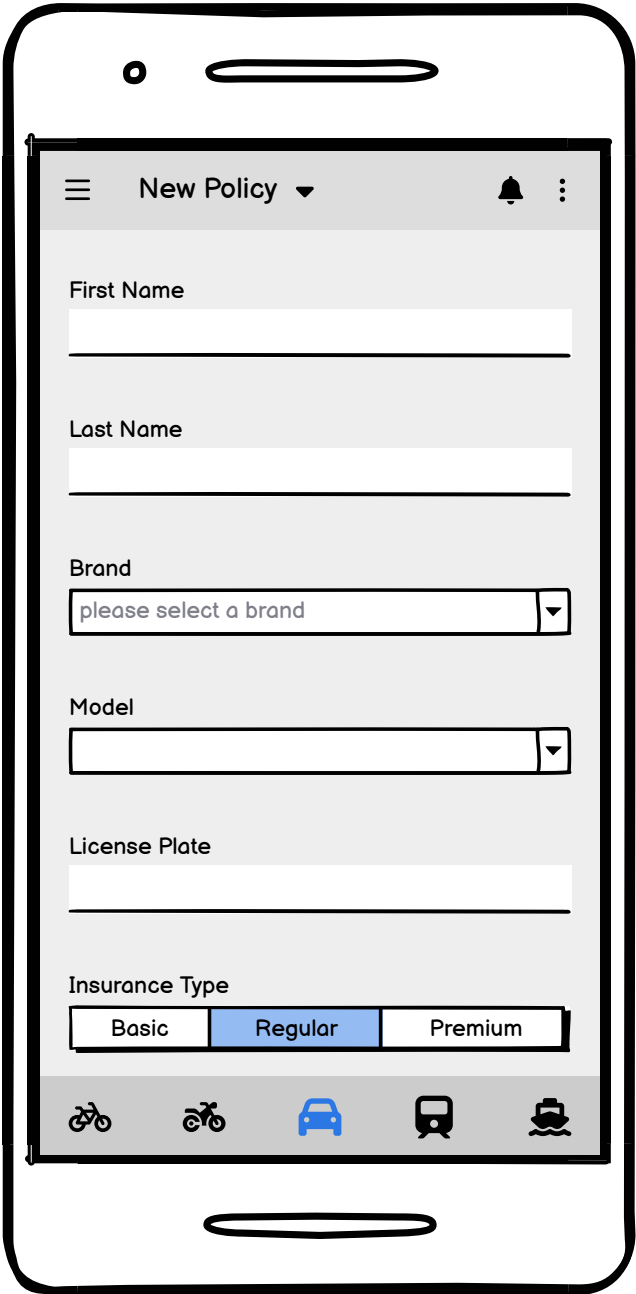 New Policy
First Name
Last Name
Brand
please select a brand
Model
License Plate
Insurance Type
Basic Regular Premium